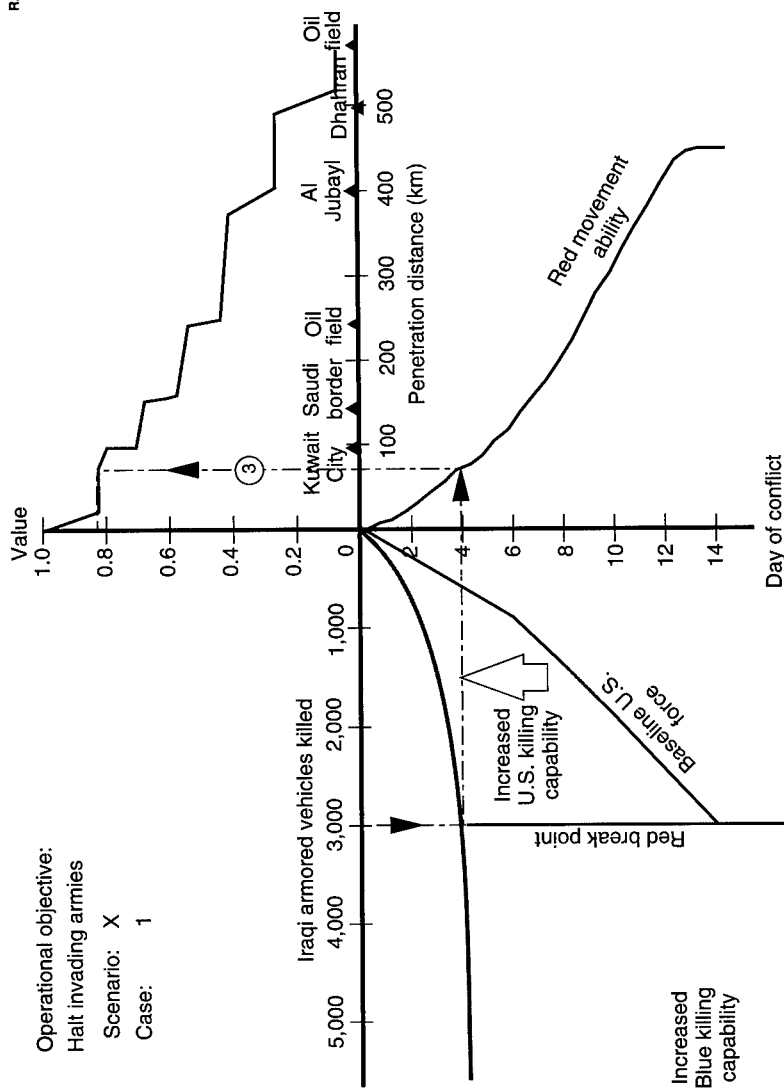 Operational objective:
Halt invading armies
Scenario: X
Case: 1
Value
1.0
0.8
0.6
0.4
0.2
0
Kuwait
City
Saudi
border
Oil
field
Al
Jubayl
Dhahran
Oil
field
100
200
300
400
500
Penetration distance (km)
Iraqi armored vehicles killed
5,000
4,000
3,000
2,000
1,000
3
2
4
6
8
10
12
14
Day of conflict
Red movement
ability
Increased
U.S. killing
capability
Baseline U.S.
force
Red break point
Increased
Blue killing
capability